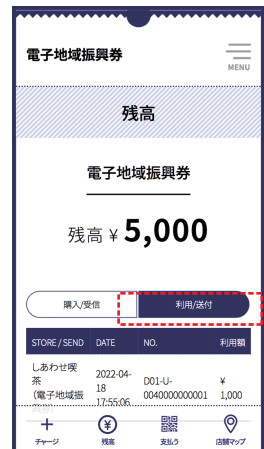 電子地域振興券
MENU
残高
電子地域振興券
残高 ¥ 5,000
購入/受信 利用/送付
STORE / SEND DATE NO. 利用額
しあわせ喫
茶
(電子地域振
興券)
2022-04-
18
17:55:06
D01-U-
0040000000001
¥
1,000
チャージ 残高 支払う 店舗マップ